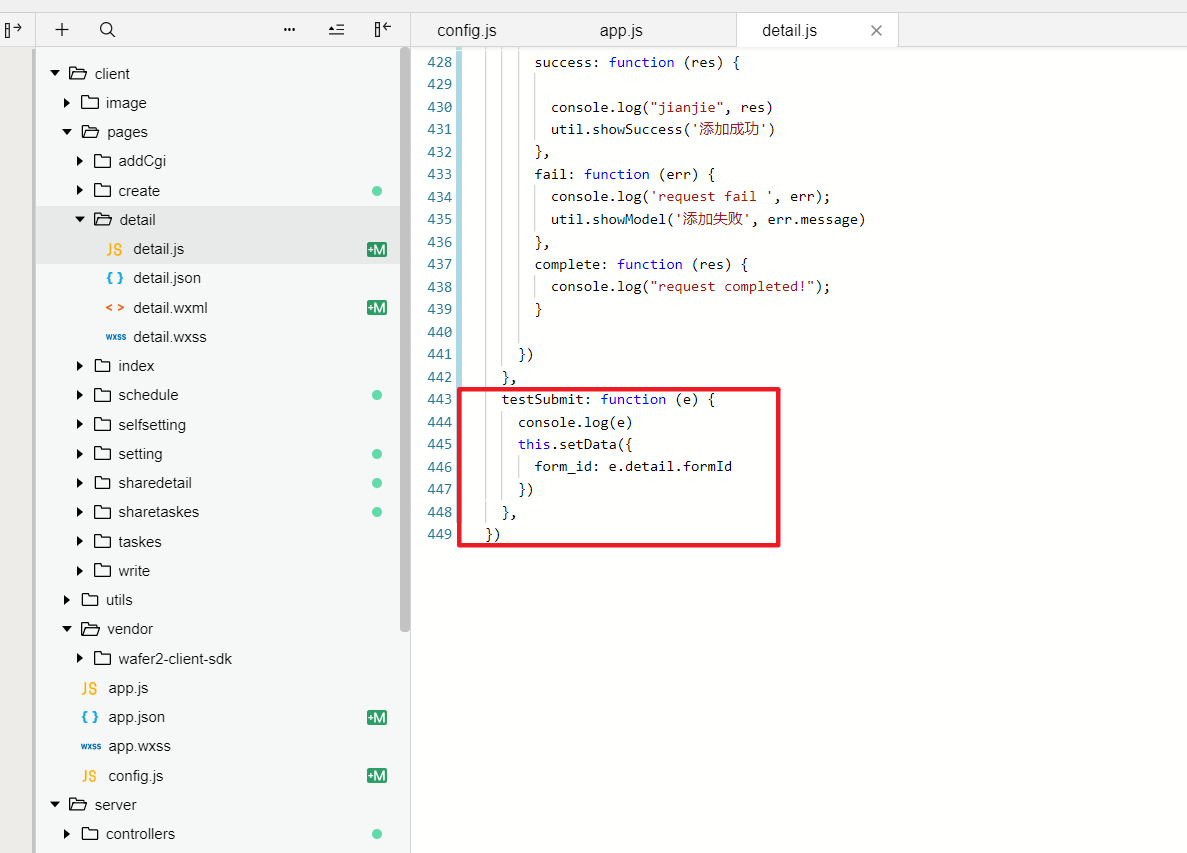 config.js
app.js
detail.js
client
image
pages
addCgi
create
detail
JS detail.js +M
{ } detail.json
< > detail.wxml +M
wxss detail.wxss
index
schedule
selfsetting
setting
sharedetail
sharetaskes
taskes
write
utils
vendor
wafer2-client-sdk
JS app.js
{ } app.json +M
wxss app.wxss
JS config.js +M
server
controllers
428 success: function (res) {
429
430 console.log("jianjie", res)
431 util.showSuccess('添加成功')
432 },
433 fail: function (err) {
434 console.log('request fail ', err);
435 util.showModel('添加失败', err.message)
436 },
437 complete: function (res) {
438 console.log("request completed!");
439 }
440
441 })
442 },
443 testSubmit: function (e) {
444 console.log(e)
445 this.setData({
446 form_id: e.detail.formId
447 })
448 },
449 })